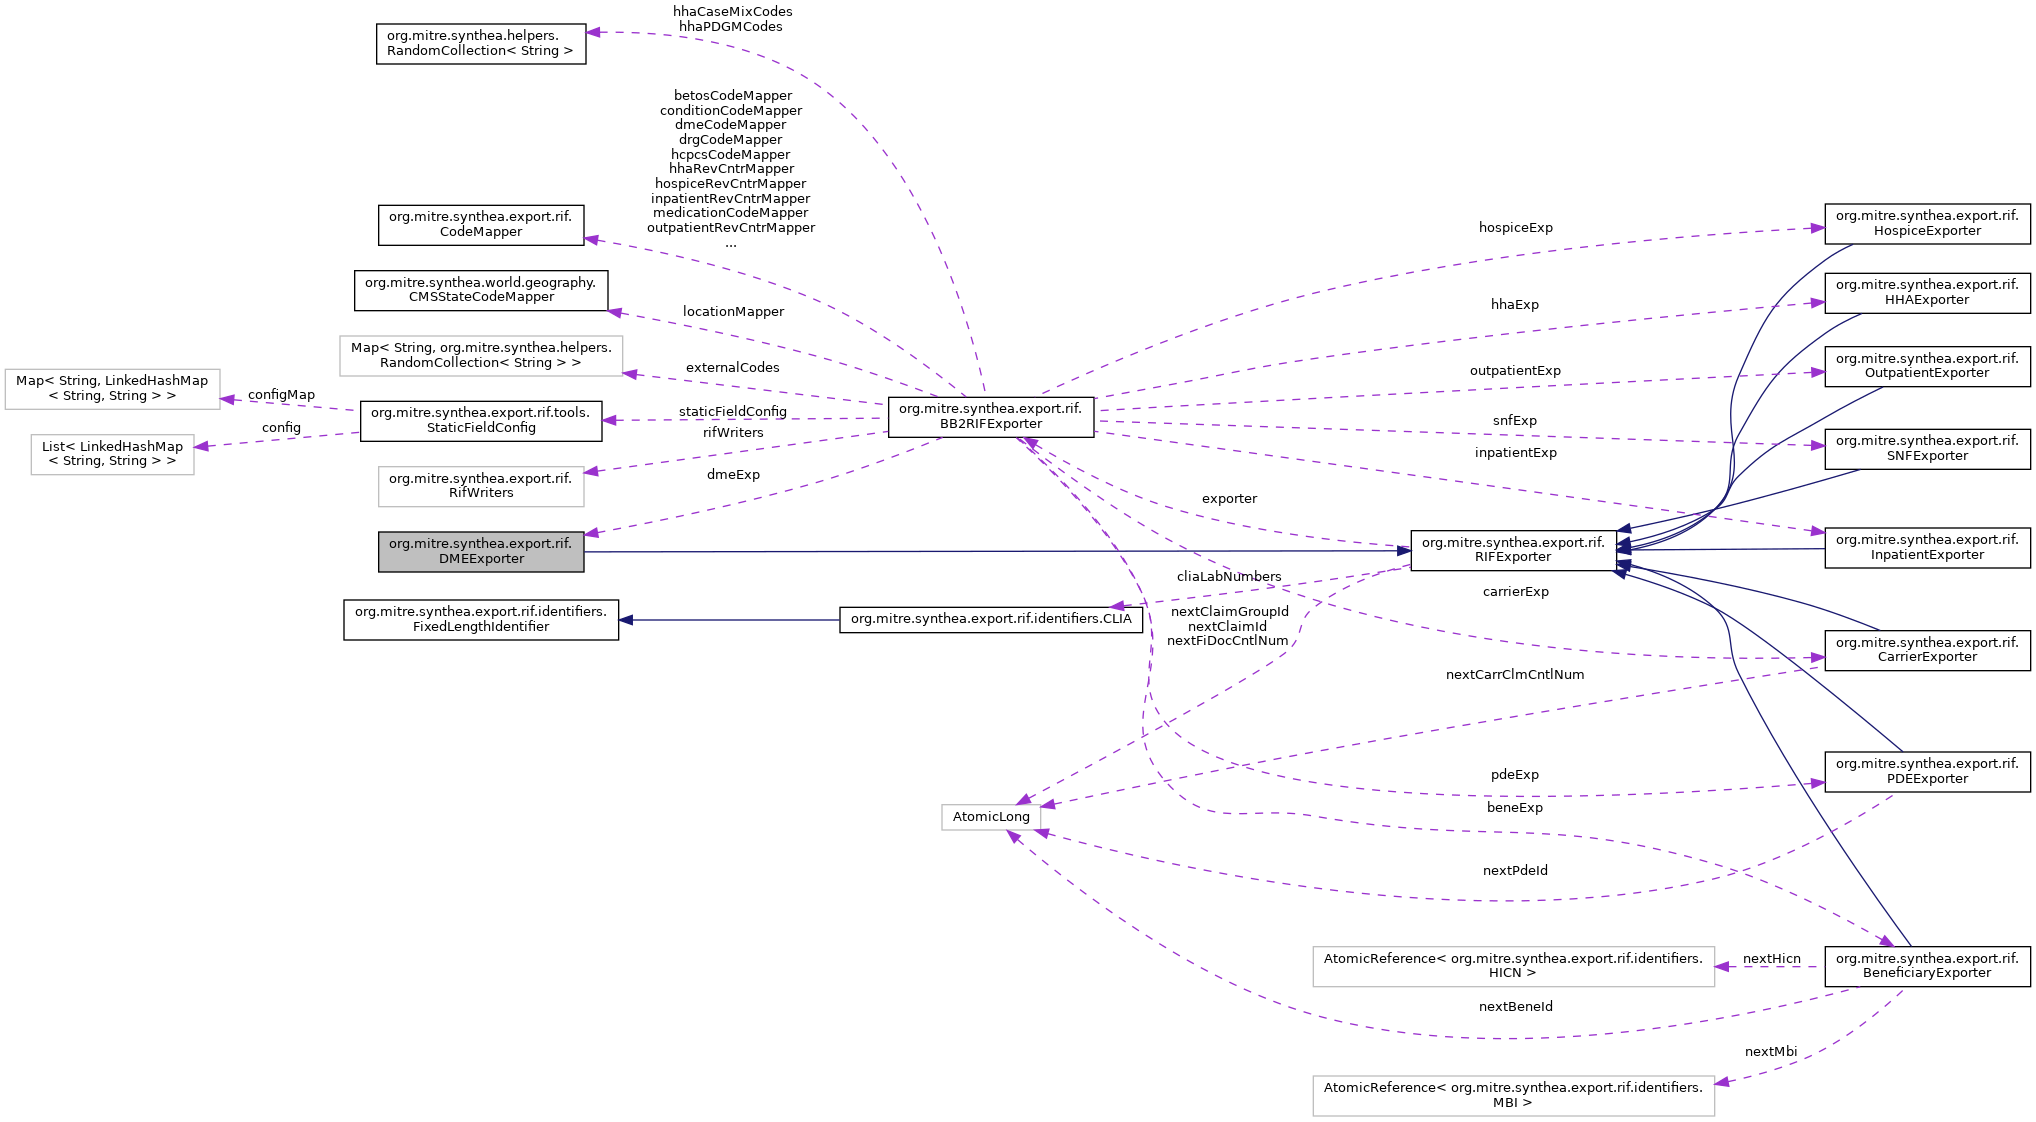 hhaCaseMixCodes
hhaPDGMCodes
org.mitre.synthea.helpers.
RandomCollection< String >
betosCodeMapper
conditionCodeMapper
dmeCodeMapper
drgCodeMapper
hcpcsCodeMapper
hhaRevCntrMapper
hospiceRevCntrMapper
inpatientRevCntrMapper
medicationCodeMapper
outpatientRevCntrMapper
...
org.mitre.synthea.export.rif.
CodeMapper
org.mitre.synthea.world.geography.
CMSStateCodeMapper
locationMapper
Map< String, org.mitre.synthea.helpers.
RandomCollection< String > >
externalCodes
Map< String, LinkedHashMap
< String, String > >
configMap
org.mitre.synthea.export.rif.tools.
StaticFieldConfig
staticFieldConfig
List< LinkedHashMap
< String, String > >
config
rifWriters
org.mitre.synthea.export.rif.
RifWriters
dmeExp
org.mitre.synthea.export.rif.
DMEExporter
org.mitre.synthea.export.rif.identifiers.
FixedLengthIdentifier
org.mitre.synthea.export.rif.
BB2RIFExporter
org.mitre.synthea.export.rif.identifiers.CLIA
AtomicLong
exporter
cliaLabNumbers
nextClaimGroupId
nextClaimId
nextFiDocCntlNum
org.mitre.synthea.export.rif.
RIFExporter
hospiceExp
hhaExp
outpatientExp
snfExp
inpatientExp
carrierExp
nextCarrClmCntlNum
pdeExp
beneExp
nextPdeId
nextBeneId
AtomicReference< org.mitre.synthea.export.rif.identifiers.
HICN >
nextHicn
AtomicReference< org.mitre.synthea.export.rif.identifiers.
MBI >
nextMbi
org.mitre.synthea.export.rif.
HospiceExporter
org.mitre.synthea.export.rif.
HHAExporter
org.mitre.synthea.export.rif.
OutpatientExporter
org.mitre.synthea.export.rif.
SNFExporter
org.mitre.synthea.export.rif.
InpatientExporter
org.mitre.synthea.export.rif.
CarrierExporter
org.mitre.synthea.export.rif.
PDEExporter
org.mitre.synthea.export.rif.
BeneficiaryExporter